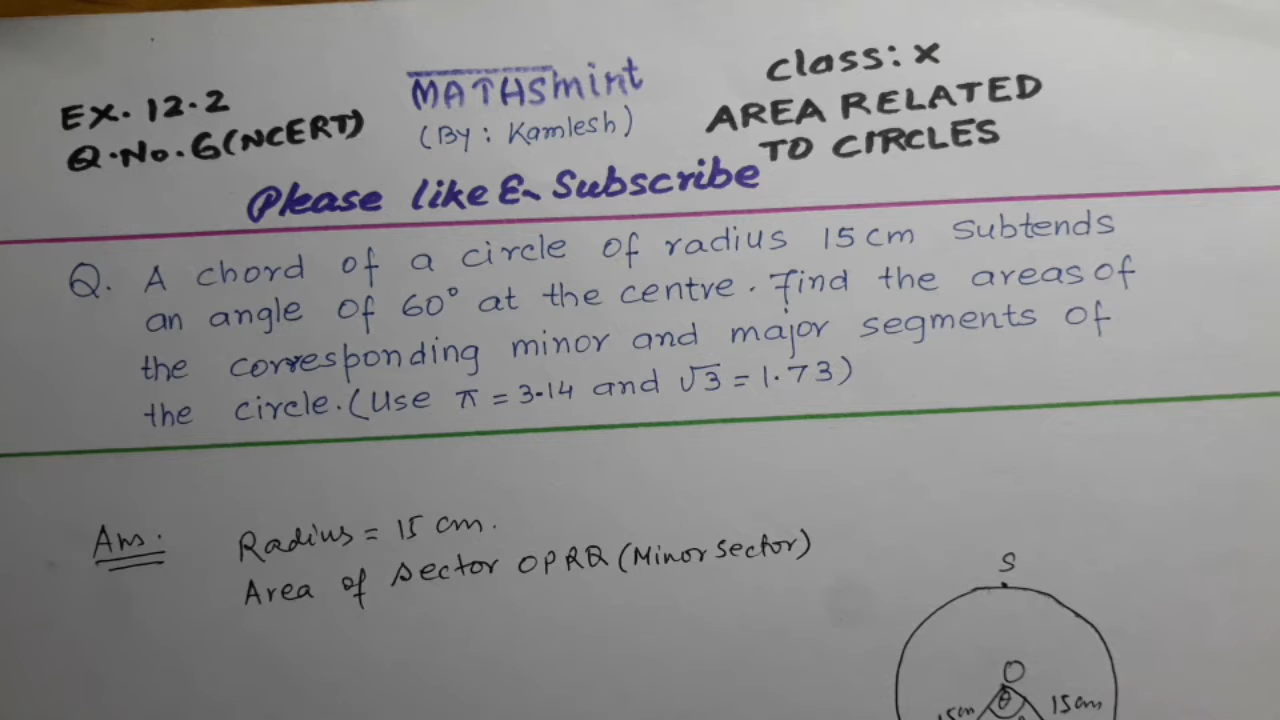 EX. 12.2
Q.No.6(NCERT)
MATHSmint
(By: Kamlesh)
class: X
AREA RELATED
TO CIRCLES
Please like & Subscribe
Q. A chord of a circle of radius 15 cm subtends
an angle of 60° at the centre. Find the areas of
the corresponding minor and major segments of
the circle. (Use π = 3.14 and √3 = 1.73)
Ans. Radius = 15 cm.
Area of sector OPRQ (Minor sector)
S
O
θ
15cm 15cm